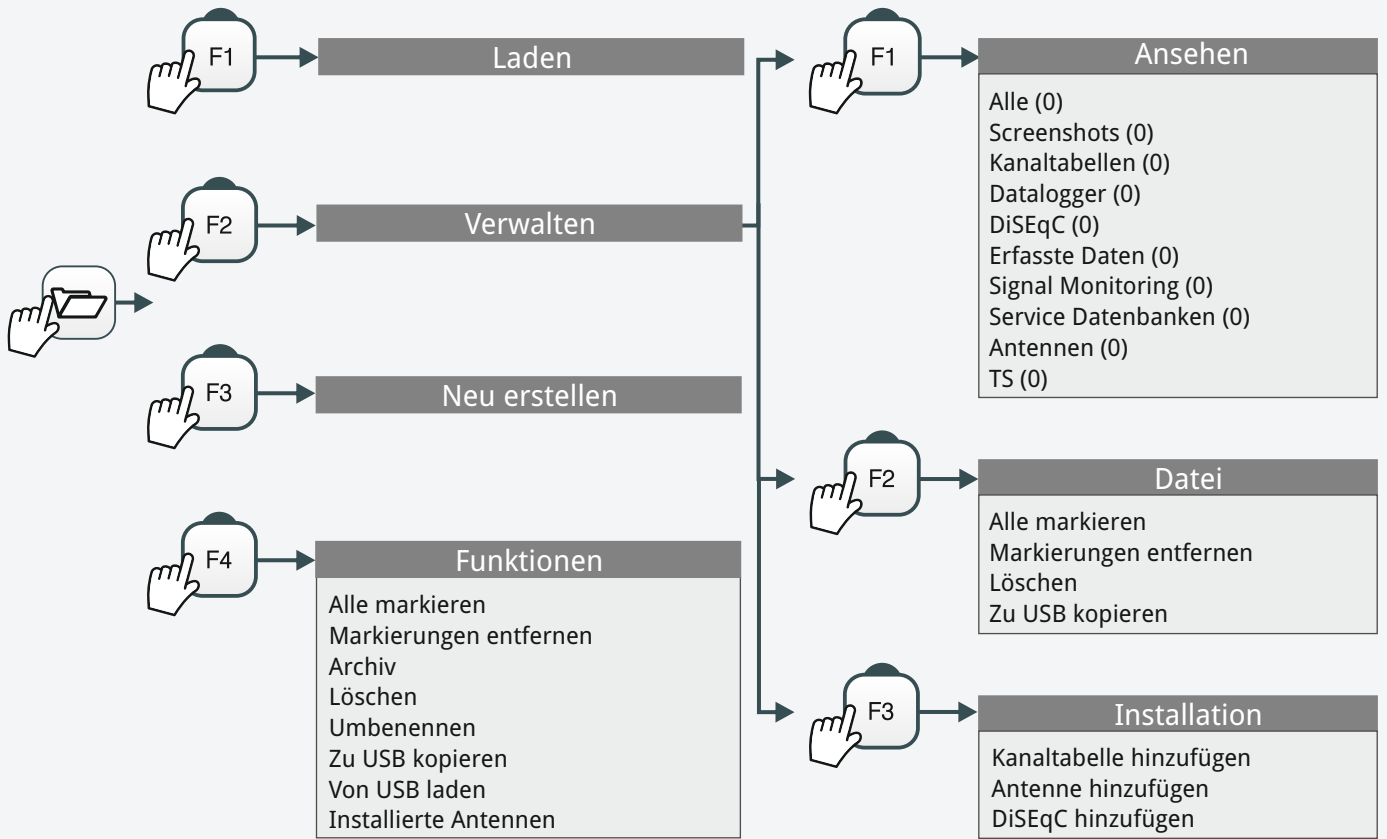 F1
Laden
F2
Verwalten
F3
Neu erstellen
F4
Funktionen
Alle markieren
Markierungen entfernen
Archiv
Löschen
Umbenennen
Zu USB kopieren
Von USB laden
Installierte Antennen
F1
Ansehen
Alle (0)
Screenshots (0)
Kanaltabellen (0)
Datalogger (0)
DiSEqC (0)
Erfasste Daten (0)
Signal Monitoring (0)
Service Datenbanken (0)
Antennen (0)
TS (0)
F2
Datei
Alle markieren
Markierungen entfernen
Löschen
Zu USB kopieren
F3
Installation
Kanaltabelle hinzufügen
Antenne hinzufügen
DiSEqC hinzufügen